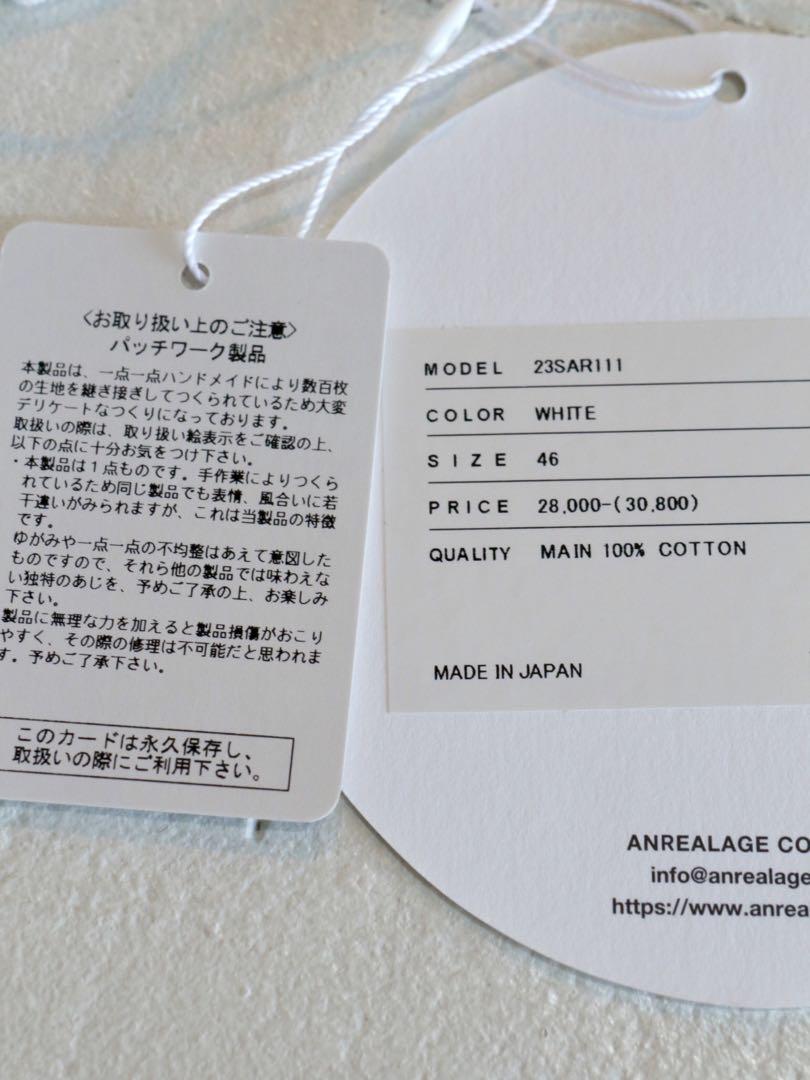 〈お取り扱い上のご注意〉
パッチワーク製品
本製品は、一点一点ハンドメイドにより数百枚
の生地を継ぎ接ぎしてつくられているため大変
デリケートなつくりになっております。
取扱いの際は、取り扱い絵表示をご確認の上、
以下の点に十分お気をつけ下さい。
・本製品は1点ものです。手作業によりつくら
れているため同じ製品でも表情、風合いに若
干違いがみられますが、これは当製品の特徴
です。
ゆがみや一点一点の不均整はあえて意図した
ものですので、それら他の製品では味わえな
い独特のあじを、予めご了承の上、お楽しみ
下さい。
製品に無理な力を加えると製品損傷がおこり
やすく、その際の修理は不可能だと思われま
す。予めご了承下さい。
このカードは永久保存し、
取扱いの際にご利用下さい。
MODEL 23SAR111
COLOR WHITE
SIZE 46
PRICE 28,000-(30,800)
QUALITY MAIN 100% COTTON
MADE IN JAPAN
ANREALAGE CO
info@anrealage
https://www.anrea